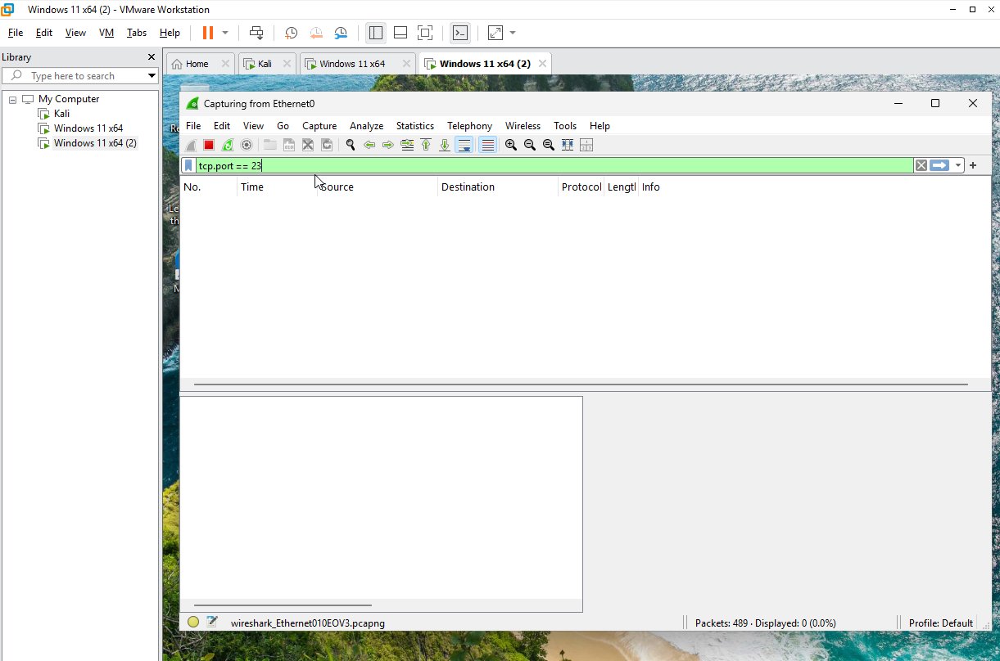 Windows 11 x64 (2) - VMware Workstation
File Edit View VM Tabs Help
Library
Type here to search
My Computer
Kali
Windows 11 x64
Windows 11 x64 (2)
Home Kali Windows 11 x64 Windows 11 x64 (2)
Re
Le
th
M
Capturing from Ethernet0
File Edit View Go Capture Analyze Statistics Telephony Wireless Tools Help
tcp.port == 23
No. Time Source Destination Protocol Lengtl Info
wireshark_Ethernet010EOV3.pcapng Packets: 489 · Displayed: 0 (0.0%) Profile: Default